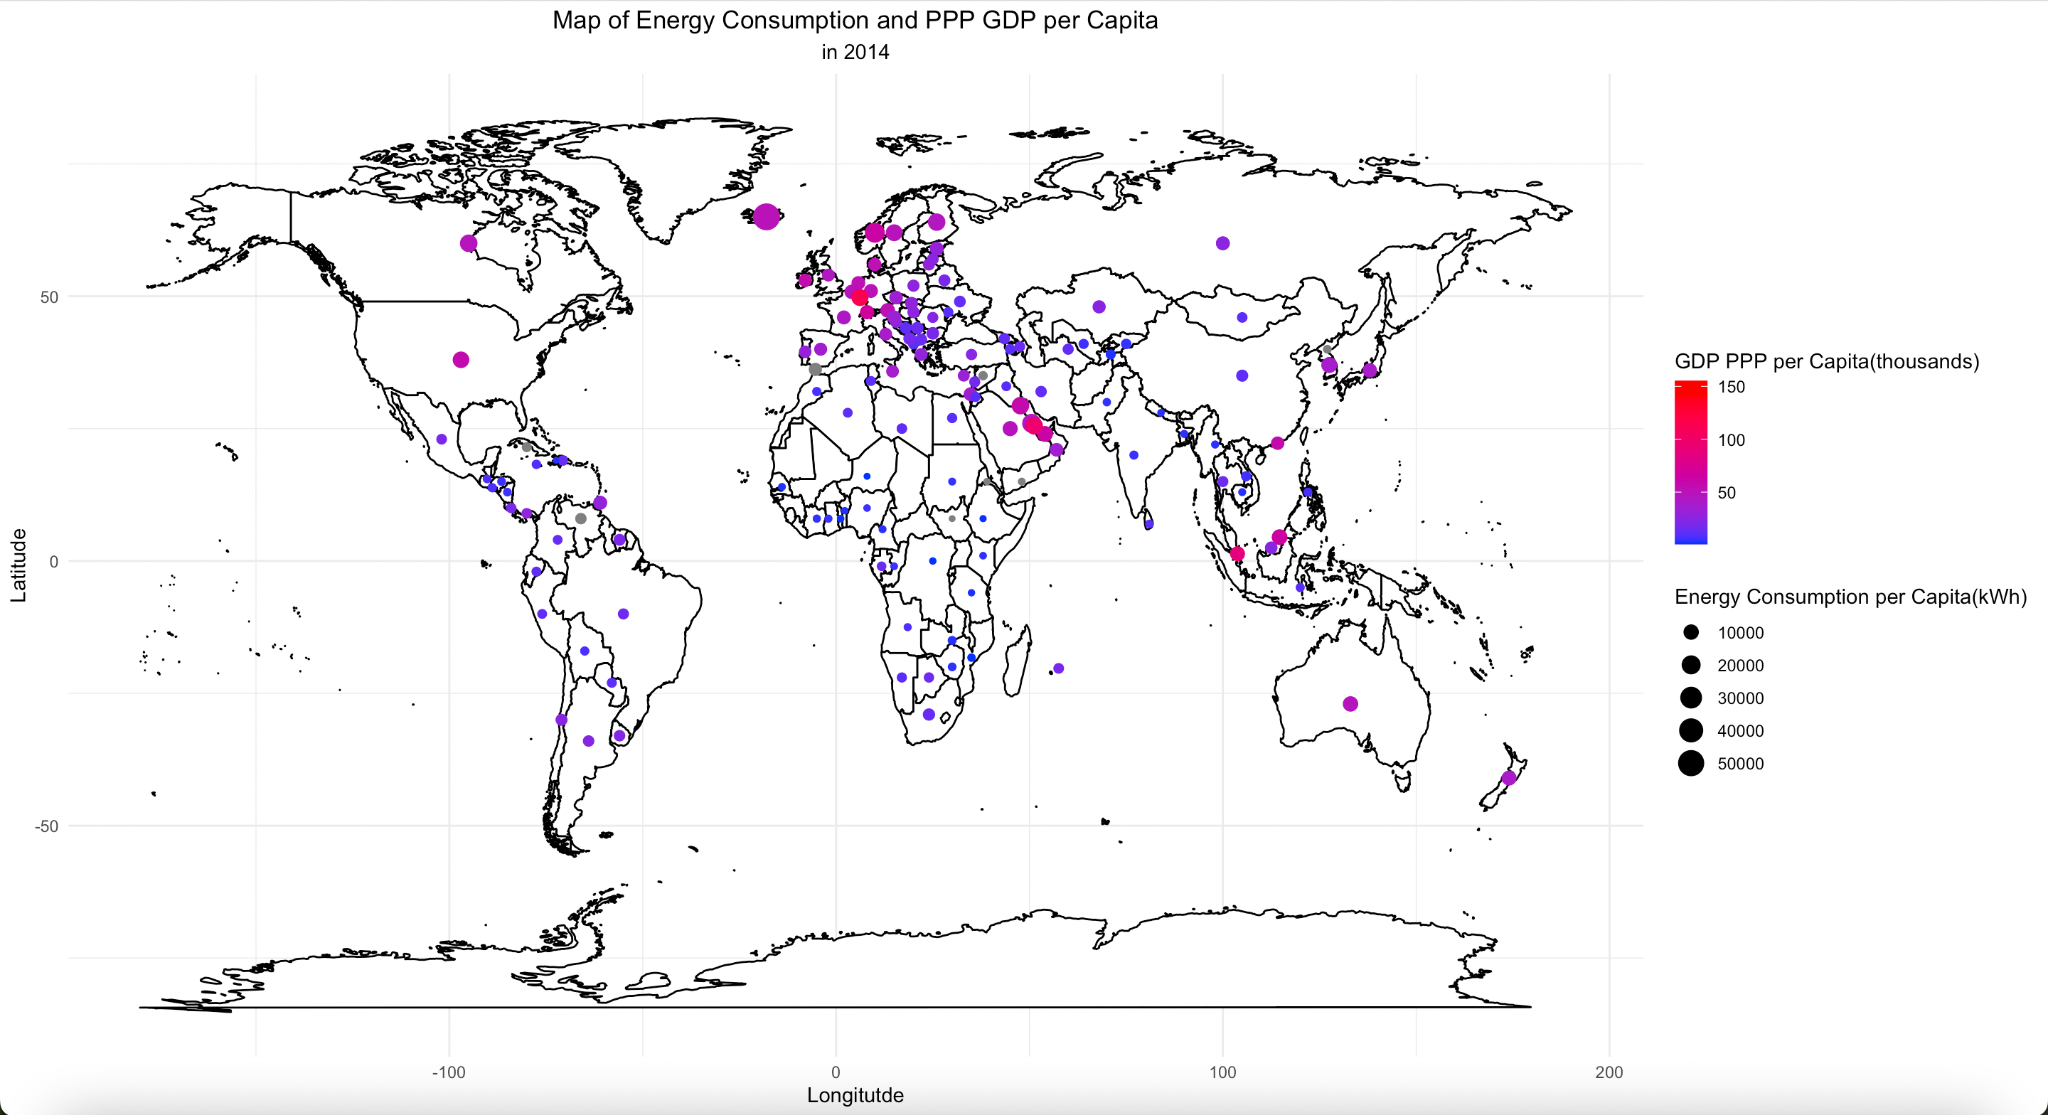 Map of Energy Consumption and PPP GDP per Capita
in 2014
Latitude
50
0
-50
-100
0
100
200
Longitutde
GDP PPP per Capita(thousands)
150
100
50
Energy Consumption per Capita(kWh)
10000
20000
30000
40000
50000